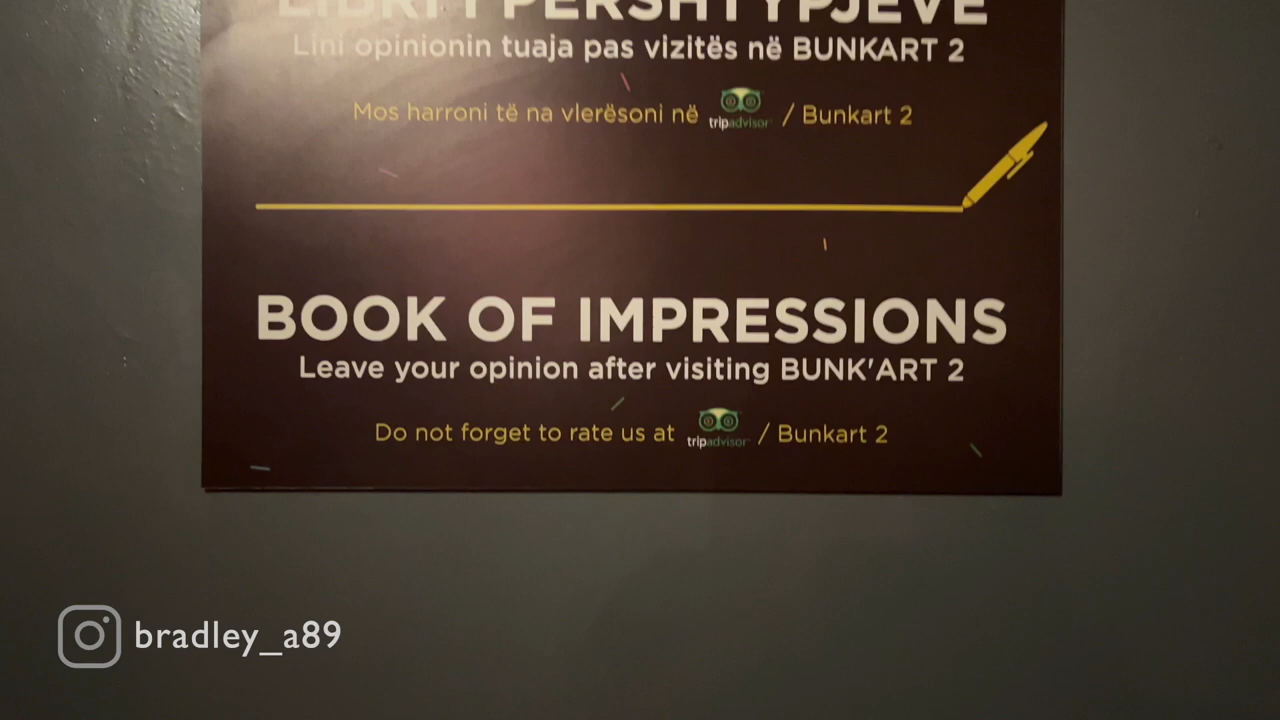 LIBRI I PËRSHTYPJEVE
Lini opinionin tuaja pas vizitës në BUNKART 2
Mos harroni të na vlerësoni në tripadvisor / Bunkart 2
BOOK OF IMPRESSIONS
Leave your opinion after visiting BUNK'ART 2
Do not forget to rate us at tripadvisor / Bunkart 2
bradley_a89